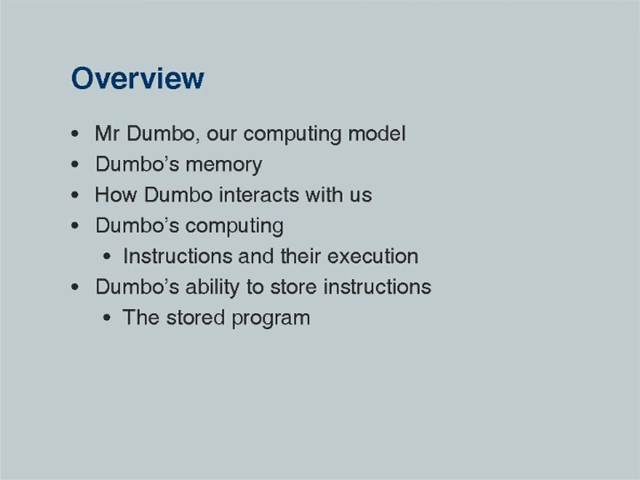 Overview
• Mr Dumbo, our computing model
• Dumbo's memory
• How Dumbo interacts with us
• Dumbo's computing
• Instructions and their execution
• Dumbo's ability to store instructions
• The stored program